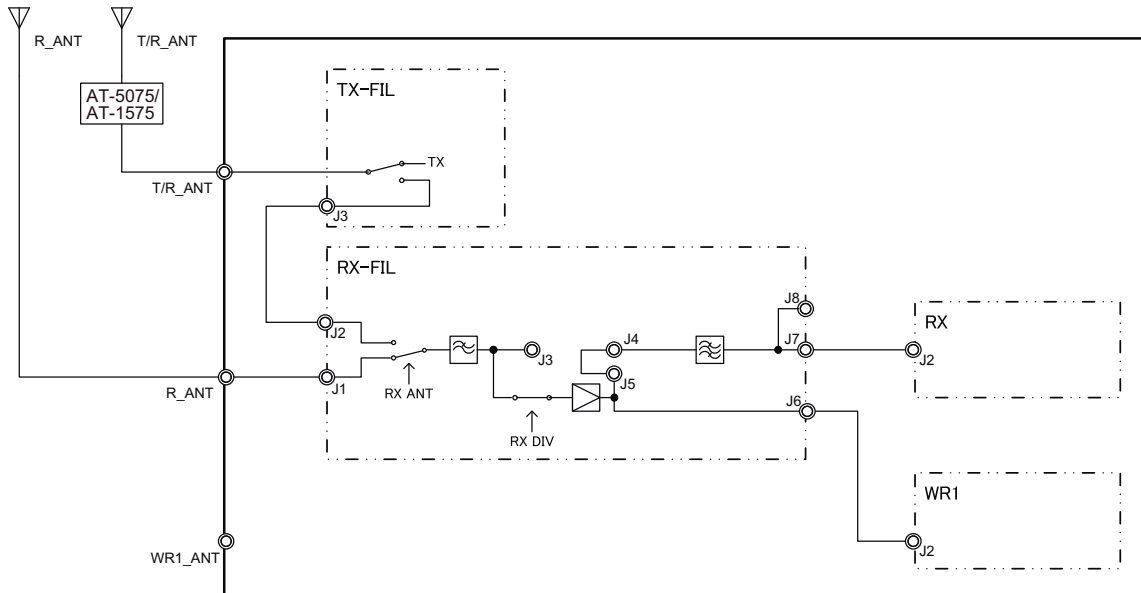 R_ANT
T/R_ANT
AT-5075/
AT-1575
TX-FIL
TX
T/R_ANT
J3
RX-FIL
J8
J2
J4
J7
RX
J3
J2
J5
J1
RX ANT
R_ANT
J6
RX DIV
WR1
WR1_ANT
J2